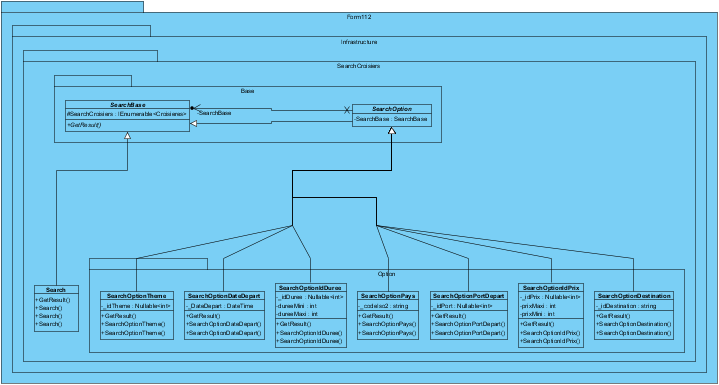 Form112
Infrastructure
SearchCroisiers
Base
SearchBase
#SearchCroisiers : IEnumerable<Croisieres>
+GetResult()
-SearchBase
SearchOption
-SearchBase : SearchBase
Option
Search
+GetResult()
+Search()
+Search()
+Search()
SearchOptionTheme
-_idTheme : Nullable<int>
+GetResult()
+SearchOptionTheme()
+SearchOptionTheme()
SearchOptionDateDepart
-_DateDepart : DateTime
+GetResult()
+SearchOptionDateDepart()
+SearchOptionDateDepart()
SearchOptionIdDuree
-_idDuree : Nullable<int>
-dureeMini : int
-dureeMaxi : int
+GetResult()
+SearchOptionIdDuree()
+SearchOptionIdDuree()
SearchOptionPays
-_codeIso2 : string
+GetResult()
+SearchOptionPays()
+SearchOptionPays()
SearchOptionPortDepart
-_idPort : Nullable<int>
+GetResult()
+SearchOptionPortDepart()
+SearchOptionPortDepart()
SearchOptionIdPrix
-_idPrix : Nullable<int>
-prixMaxi : int
-prixMini : int
+GetResult()
+SearchOptionIdPrix()
+SearchOptionIdPrix()
SearchOptionDestination
-_idDestination : string
+GetResult()
+SearchOptionDestination()
+SearchOptionDestination()